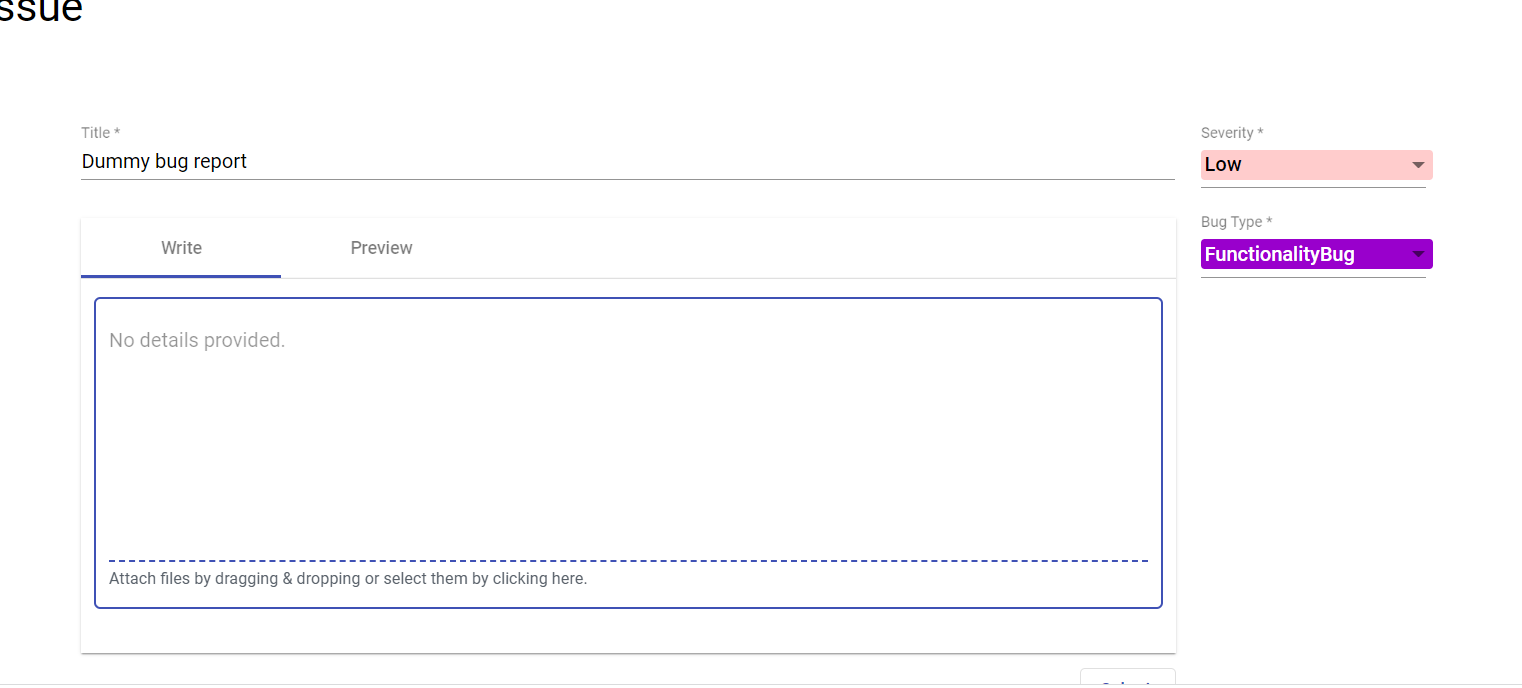 ssue
Title *
Dummy bug report
Severity *
Low
Bug Type *
FunctionalityBug
Write
Preview
No details provided.
Attach files by dragging & dropping or select them by clicking here.